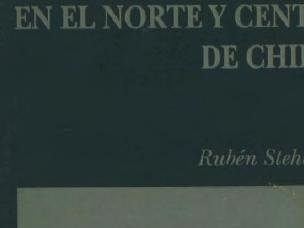 EN EL NORTE Y CENT
DE CHI
Rubén Steh